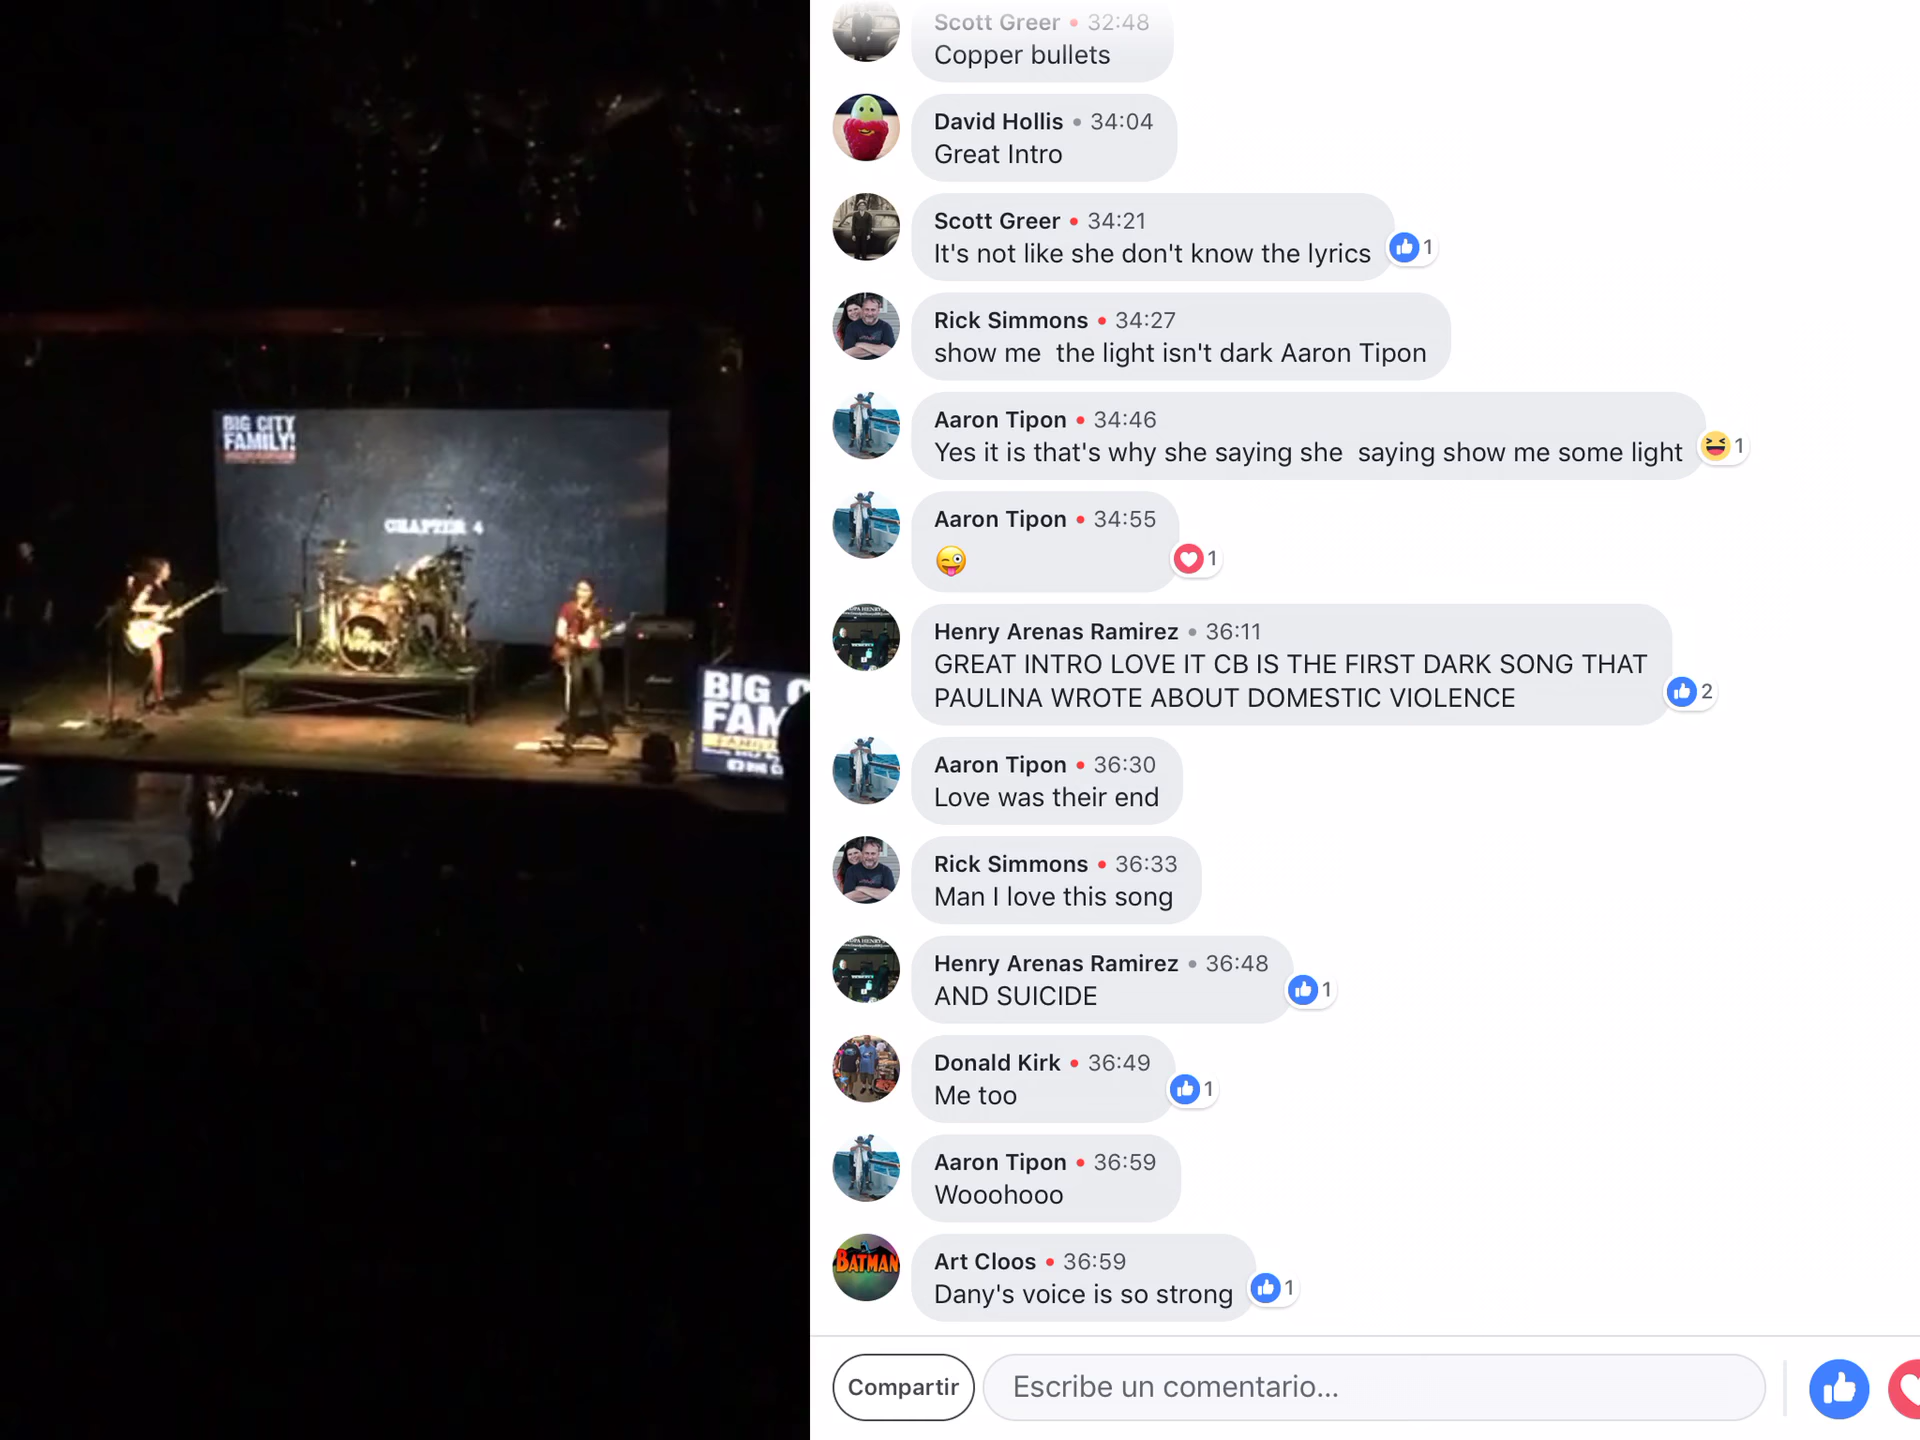 BIG CITY
FAMILY!
CHAPTER 4
BIG C
FAM
Scott Greer • 32:48
Copper bullets
David Hollis • 34:04
Great Intro
Scott Greer • 34:21
It's not like she don't know the lyrics
1
Rick Simmons • 34:27
show me  the light isn't dark Aaron Tipon
Aaron Tipon • 34:46
Yes it is that's why she saying she  saying show me some light
1
Aaron Tipon • 34:55
😜
1
Henry Arenas Ramirez • 36:11
GREAT INTRO LOVE IT CB IS THE FIRST DARK SONG THAT
PAULINA WROTE ABOUT DOMESTIC VIOLENCE
2
Aaron Tipon • 36:30
Love was their end
Rick Simmons • 36:33
Man I love this song
Henry Arenas Ramirez • 36:48
AND SUICIDE
1
Donald Kirk • 36:49
Me too
1
Aaron Tipon • 36:59
Wooohooo
BATMAN
Art Cloos • 36:59
Dany's voice is so strong
1
Compartir
Escribe un comentario...